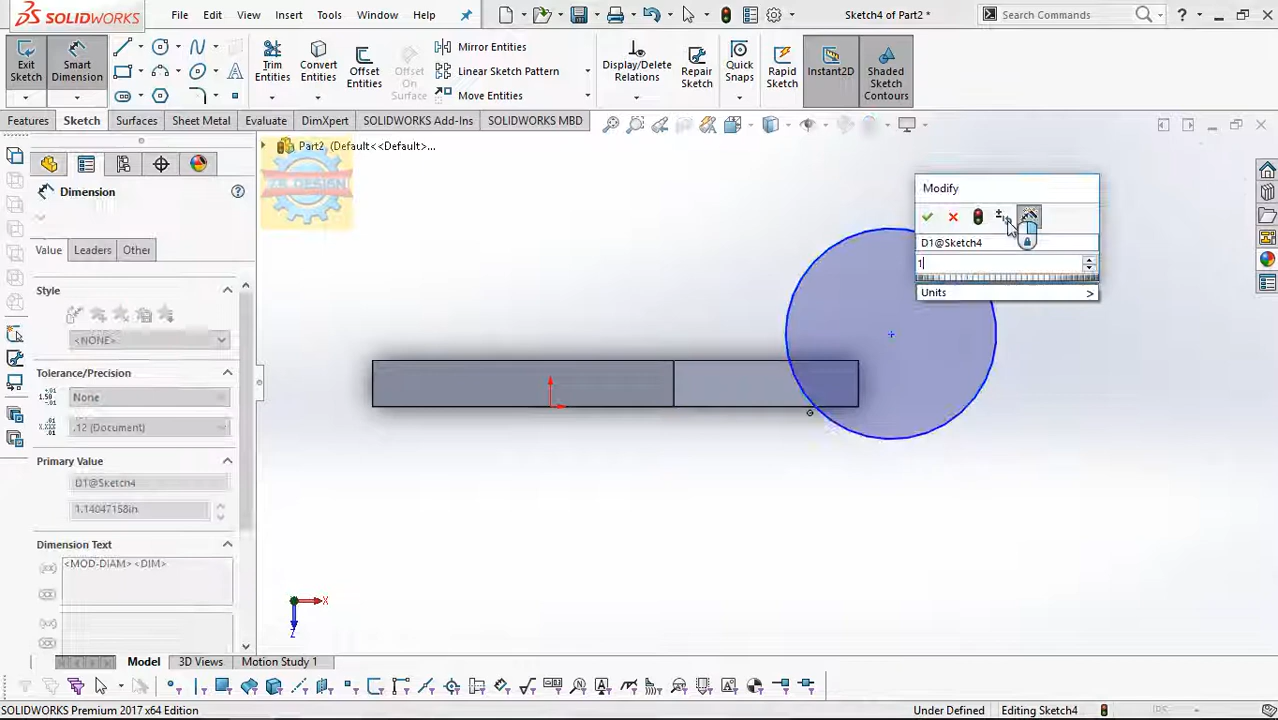 SOLIDWORKS
File Edit View Insert Tools Window Help
Sketch4 of Part2 *
Search Commands
?
Exit Sketch
Smart Dimension
Trim Entities
Convert Entities
Offset Entities
Offset On Surface
Mirror Entities
Linear Sketch Pattern
Move Entities
Display/Delete Relations
Repair Sketch
Quick Snaps
Rapid Sketch
Instant2D
Shaded Sketch Contours
Features Sketch Surfaces Sheet Metal Evaluate DimXpert SOLIDWORKS Add-Ins SOLIDWORKS MBD
Part2 (Default<<Default>...
Dimension
Value Leaders Other
Style
<NONE>
Tolerance/Precision
None
.12 (Document)
Primary Value
D1@Sketch4
1.14047158in
Dimension Text
<MOD-DIAM> <DIM>
Modify
D1@Sketch4
1
Units >
X
Z
Model 3D Views Motion Study 1
SOLIDWORKS Premium 2017 x64 Edition
Under Defined
Editing Sketch4
IPS